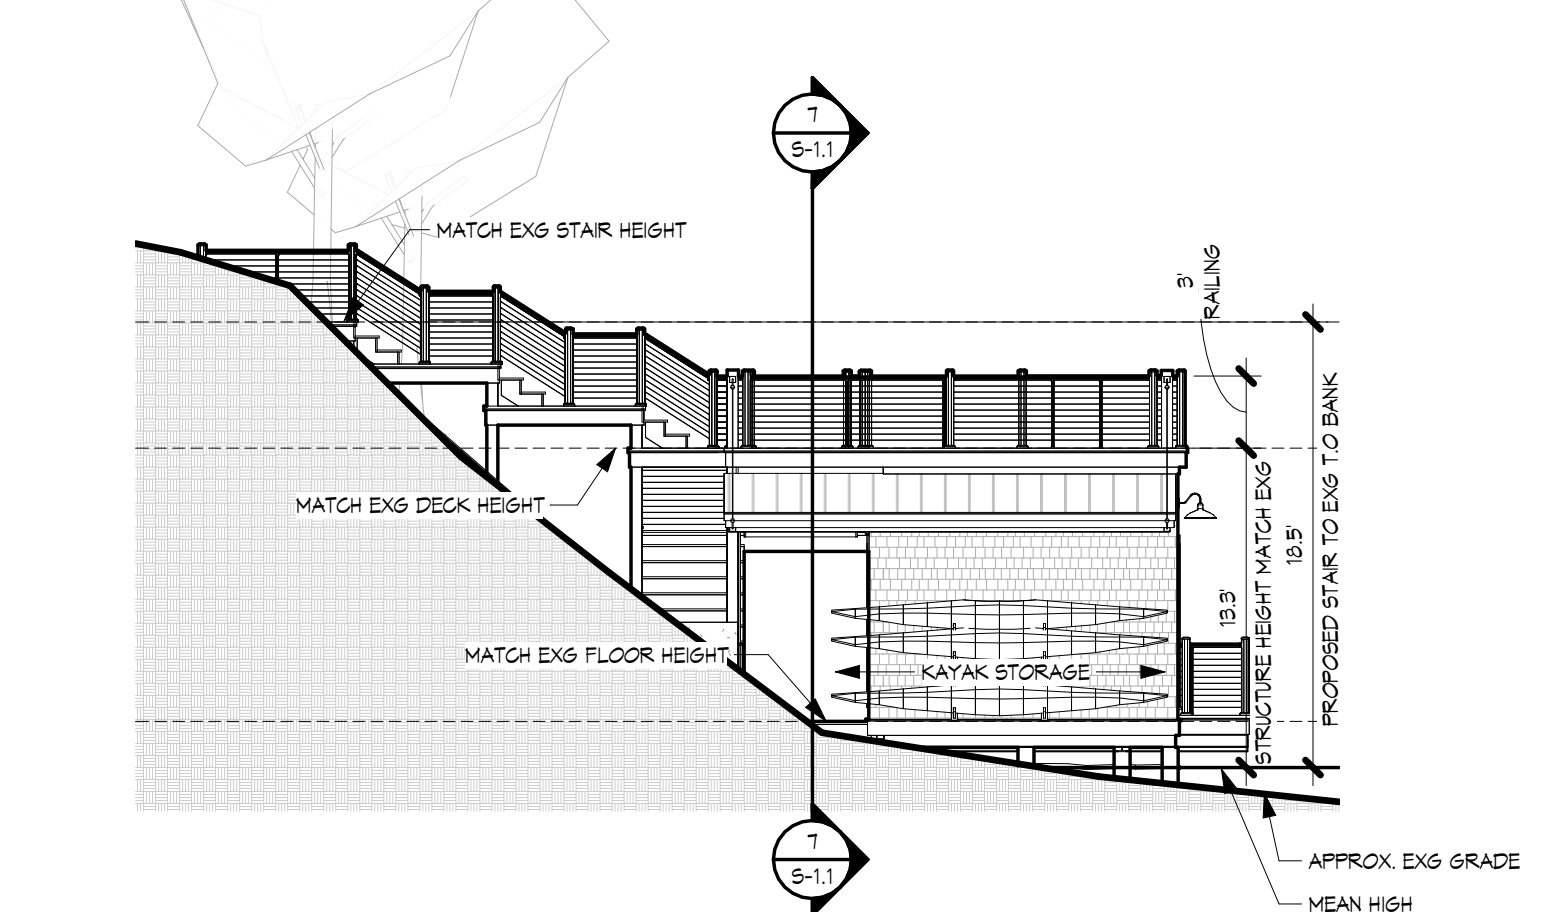 7
S-1.1
MATCH EXG STAIR HEIGHT
3'
RAILING
MATCH EXG DECK HEIGHT
STRUCTURE HEIGHT MATCH EXG
13.3'
18.5'
PROPOSED STAIR TO EXG T.O BANK
MATCH EXG FLOOR HEIGHT
KAYAK STORAGE
7
S-1.1
APPROX. EXG GRADE
MEAN HIGH